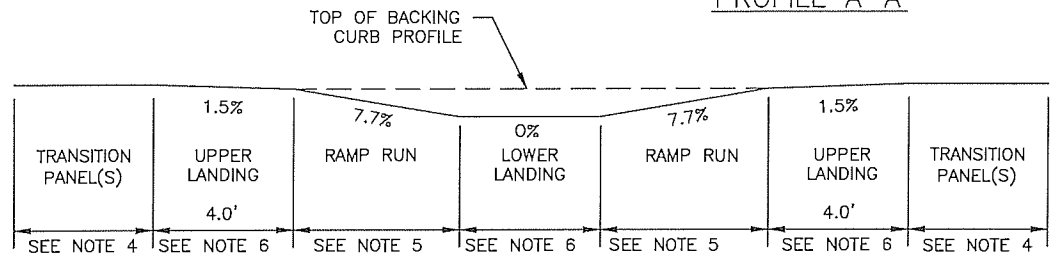 PROFILE A-A
TOP OF BACKING
CURB PROFILE
1.5%
7.7%
0%
7.7%
1.5%
TRANSITION
PANEL(S)
UPPER
LANDING
RAMP RUN
LOWER
LANDING
RAMP RUN
UPPER
LANDING
TRANSITION
PANEL(S)
4.0'
4.0'
SEE NOTE 4
SEE NOTE 6
SEE NOTE 5
SEE NOTE 6
SEE NOTE 5
SEE NOTE 6
SEE NOTE 4